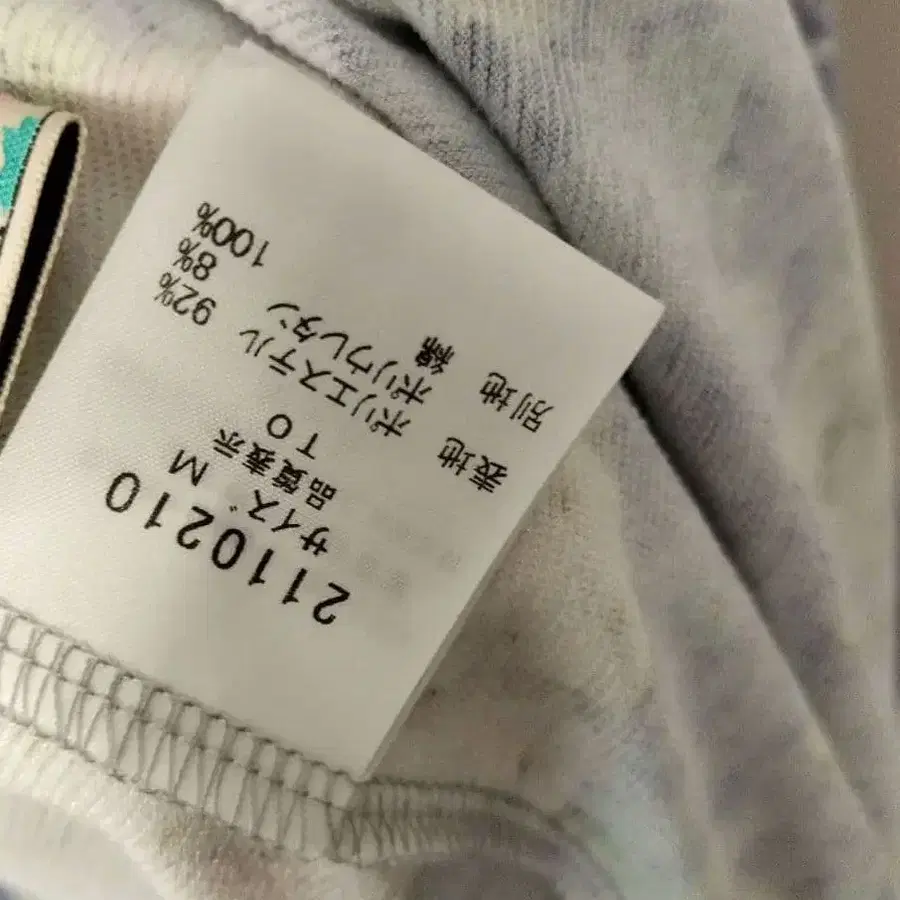 2110210
サイズ M
品質表示
TO
表地 ポリエステル 92%
ポリウレタン 8%
別地 綿 100%